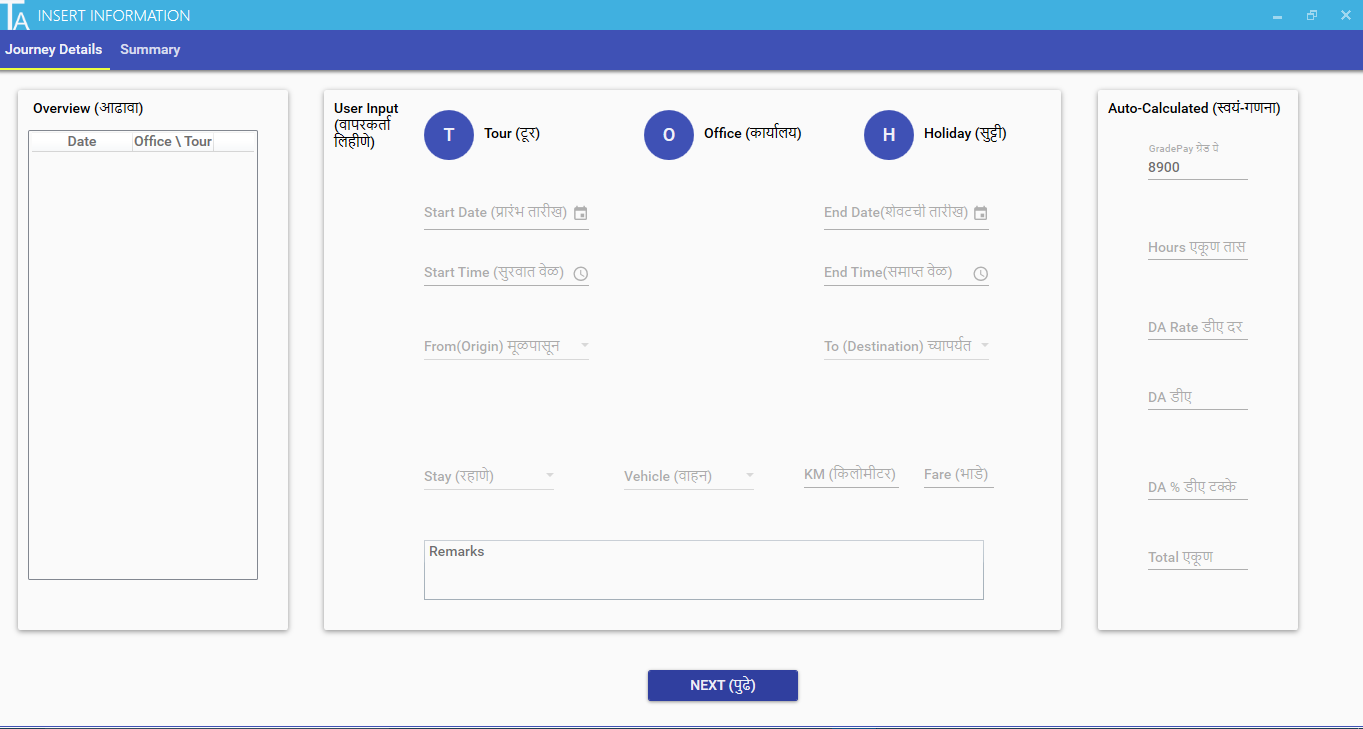 TA INSERT INFORMATION
Journey Details Summary
Overview (आढावा)
Date Office \ Tour
User Input
(वापरकर्ता
लिहीणे)
T Tour (टूर)
O Office (कार्यालय)
H Holiday (सुट्टी)
Start Date (प्रारंभ तारीख)
End Date(शेवटची तारीख)
Start Time (सुरवात वेळ)
End Time(समाप्त वेळ)
From(Origin) मूळपासून
To (Destination) च्यापर्यत
Stay (रहाणे)
Vehicle (वाहन)
KM (किलोमीटर)
Fare (भाडे)
Remarks
Auto-Calculated (स्वयं-गणना)
GradePay ग्रेड पे
8900
Hours एकूण तास
DA Rate डीए दर
DA डीए
DA % डीए टक्के
Total एकूण
NEXT (पुढे)